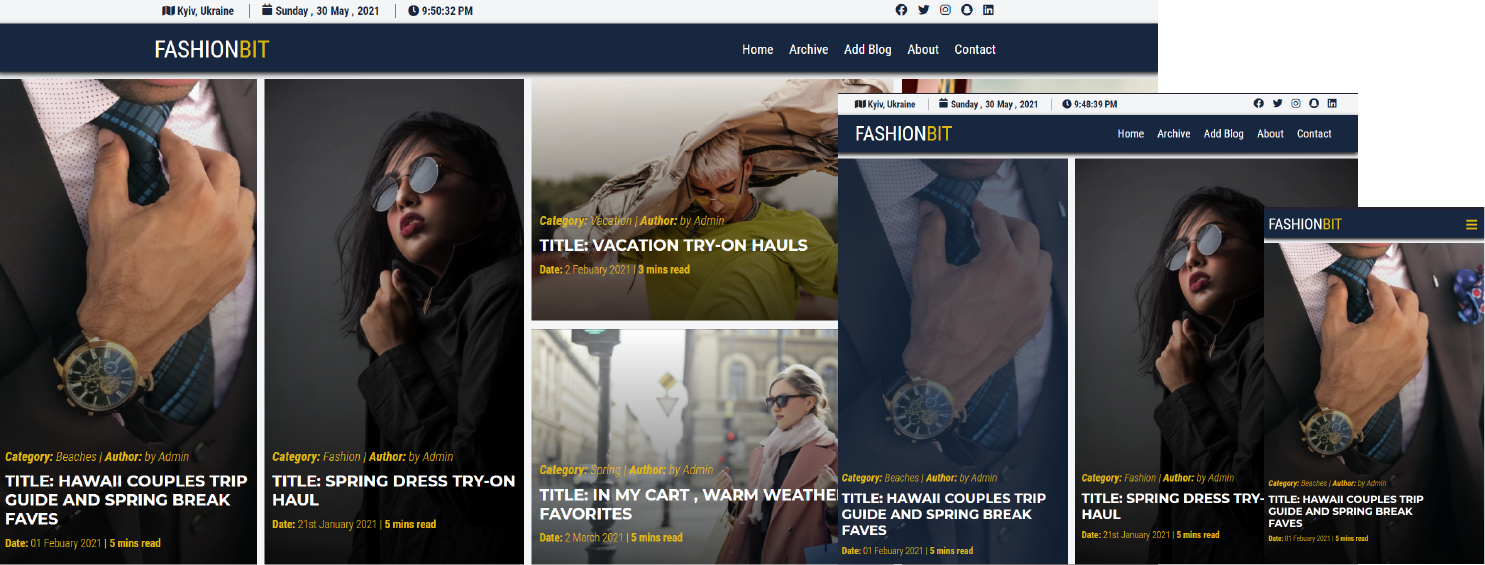 Kyiv, Ukraine
Sunday , 30 May , 2021
9:50:32 PM
FASHIONBIT
Home Archive Add Blog About Contact
Category: Beaches | Author: by Admin
TITLE: HAWAII COUPLES TRIP
GUIDE AND SPRING BREAK
FAVES
Date: 01 Febuary 2021 | 5 mins read
Category: Fashion | Author: by Admin
TITLE: SPRING DRESS TRY-ON
HAUL
Date: 21st January 2021 | 5 mins read
Category: Vacation | Author: by Admin
TITLE: VACATION TRY-ON HAULS
Date: 2 Febuary 2021 | 3 mins read
Category: Spring | Author: by Admin
TITLE: IN MY CART , WARM WEATHE
FAVORITES
Date: 2 March 2021 | 5 mins read
Kyiv, Ukraine
Sunday , 30 May , 2021
9:48:39 PM
FASHIONBIT
Home Archive Add Blog About Contact
Category: Beaches | Author: by Admin
TITLE: HAWAII COUPLES TRIP
GUIDE AND SPRING BREAK
FAVES
Date: 01 Febuary 2021 | 5 mins read
Category: Fashion | Author: by Admin
TITLE: SPRING DRESS TRY-
HAUL
Date: 21st January 2021 | 5 mins read
FASHIONBIT
Category: Beaches | Author: by Admin
TITLE: HAWAII COUPLES TRIP
GUIDE AND SPRING BREAK
FAVES
Date: 01 Febuary 2021 | 5 mins read